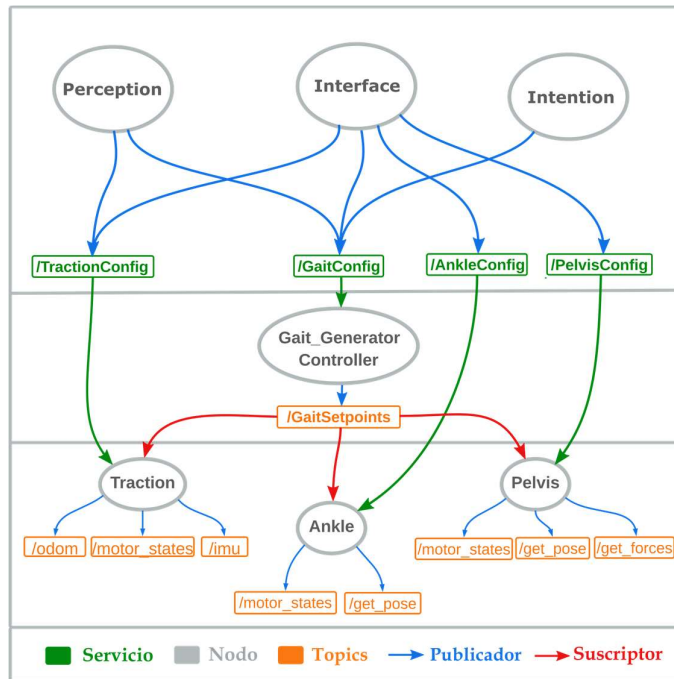 Perception
Interface
Intention
/TractionConfig
/GaitConfig
/AnkleConfig
/PelvisConfig
Gait_Generator
Controller
/GaitSetpoints
Traction
Pelvis
Ankle
/odom
/motor_states
/imu
/motor_states
/get_pose
/get_forces
/motor_states
/get_pose
Servicio
Nodo
Topics
Publicador
Suscriptor